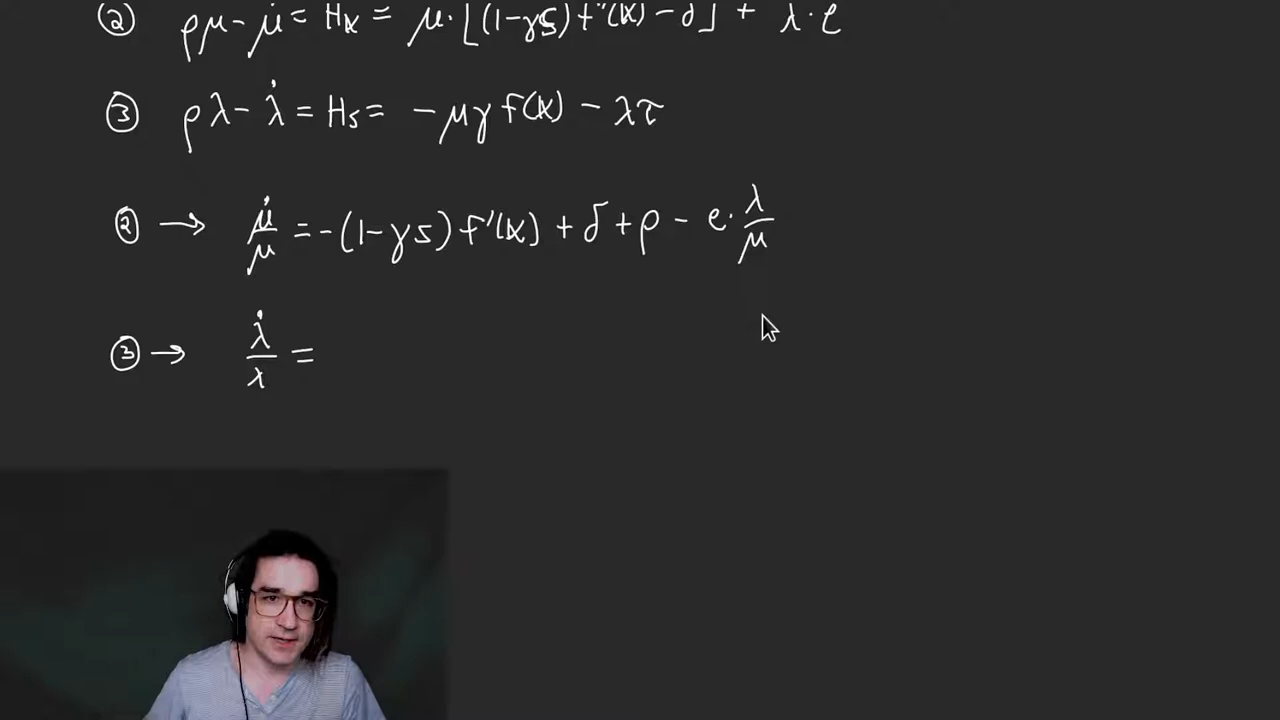 ② ρμ − μ̇ = H_k = μ·[(1−γS) f'(k) − δ] + λ·e
③ ρλ − λ̇ = H_s = −μγ f(k) − λτ
② → μ̇/μ = −(1−γS) f'(k) + δ + ρ − e·λ/μ
③ → λ̇/λ =